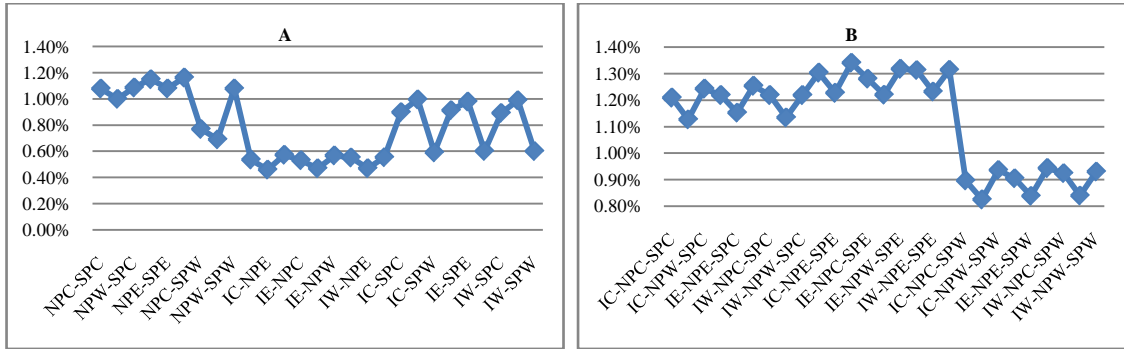 A
1.40%
1.20%
1.00%
0.80%
0.60%
0.40%
0.20%
0.00%
NPC-SPC
NPW-SPC
NPE-SPE
NPC-SPW
NPW-SPW
IC-NPE
IE-NPC
IE-NPW
IW-NPE
IC-SPC
IC-SPW
IE-SPE
IW-SPC
IW-SPW
B
1.40%
1.30%
1.20%
1.10%
1.00%
0.90%
0.80%
IC-NPC-SPC
IC-NPW-SPC
IE-NPE-SPC
IW-NPC-SPC
IW-NPW-SPC
IC-NPE-SPE
IE-NPC-SPE
IE-NPW-SPE
IW-NPE-SPE
IC-NPC-SPW
IC-NPW-SPW
IE-NPE-SPW
IW-NPC-SPW
IW-NPW-SPW